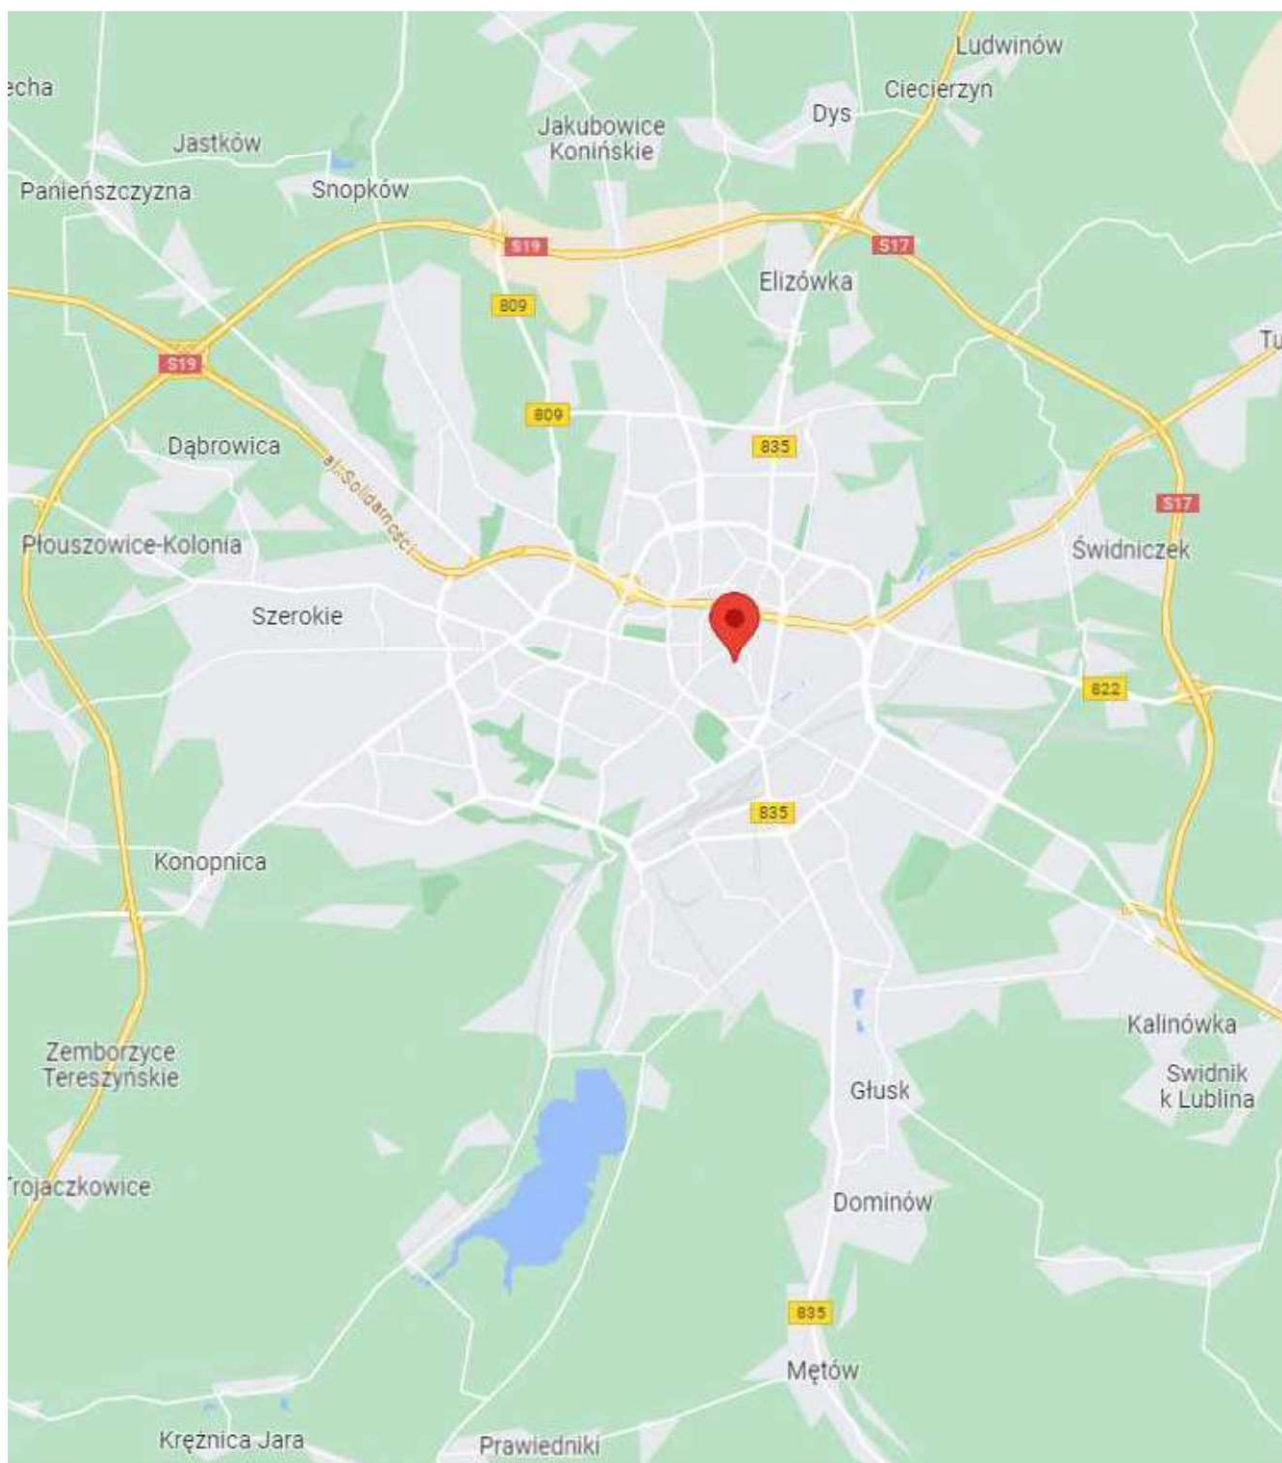 Ludwinów
echa
Ciecierzyn
Dys
Jakubowice
Konińskie
Jastków
Panieńszczyzna
Snopków
S19
S17
Elizówka
809
Tu
S19
809
Dąbrowica
835
al. Solidarności
S17
Płouszowice-Kolonia
Świdniczek
Szerokie
822
835
Konopnica
Kalinówka
Zemborzyce
Tereszyńskie
Swidnik
k Lublina
Głusk
Trojaczkowice
Dominów
835
Mętów
Krężnica Jara
Prawiedniki